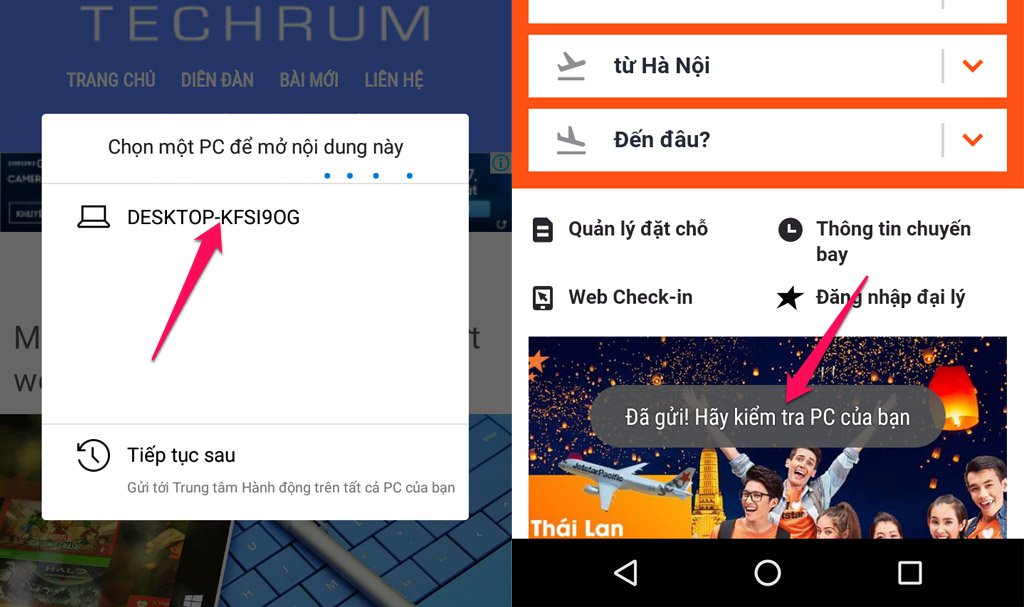 TECHRUM
TRANG CHỦ DIỄN ĐÀN BÀI MỚI LIÊN HỆ
Chọn một PC để mở nội dung này
DESKTOP-KFSI9OG
Tiếp tục sau
Gửi tới Trung tâm Hành động trên tất cả PC của bạn
từ Hà Nội
Đến đâu?
Quản lý đặt chỗ
Thông tin chuyến
bay
Web Check-in
Đăng nhập đại lý
Đã gửi! Hãy kiểm tra PC của bạn
JetstarPacific
Thái Lan
HALO